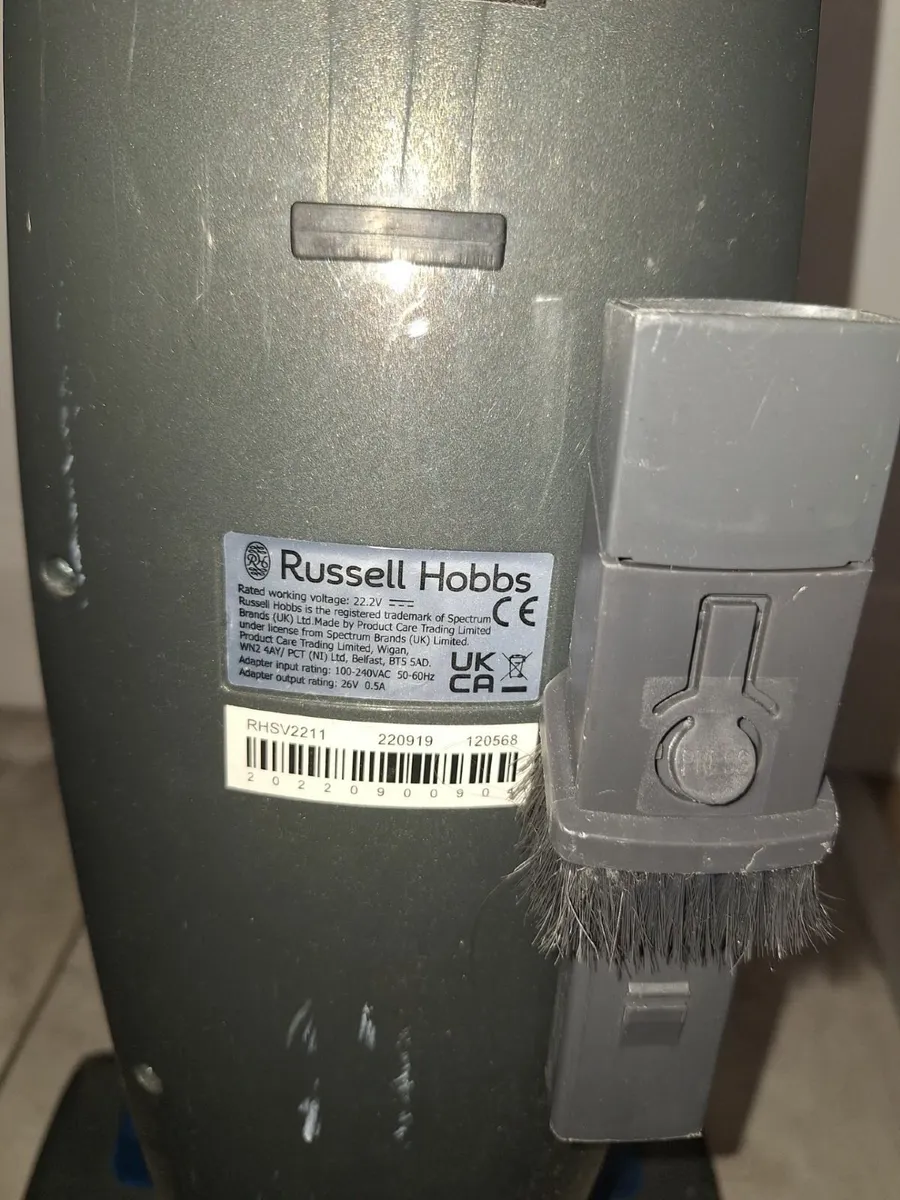 RH Russell Hobbs
Rated working voltage: 22.2V
Russell Hobbs is the registered trademark of Spectrum
Brands (UK) Ltd.Made by Product Care Trading Limited
under license from Spectrum Brands (UK) Limited.
Product Care Trading Limited, Wigan,
WN2 4AY/ PCT (NI) Ltd, Belfast, BT5 5AD.
Adapter input rating: 100-240VAC 50-60Hz
Adapter output rating: 26V 0.5A
CE
UK
CA
RHSV2211 220919 120568
2022090090